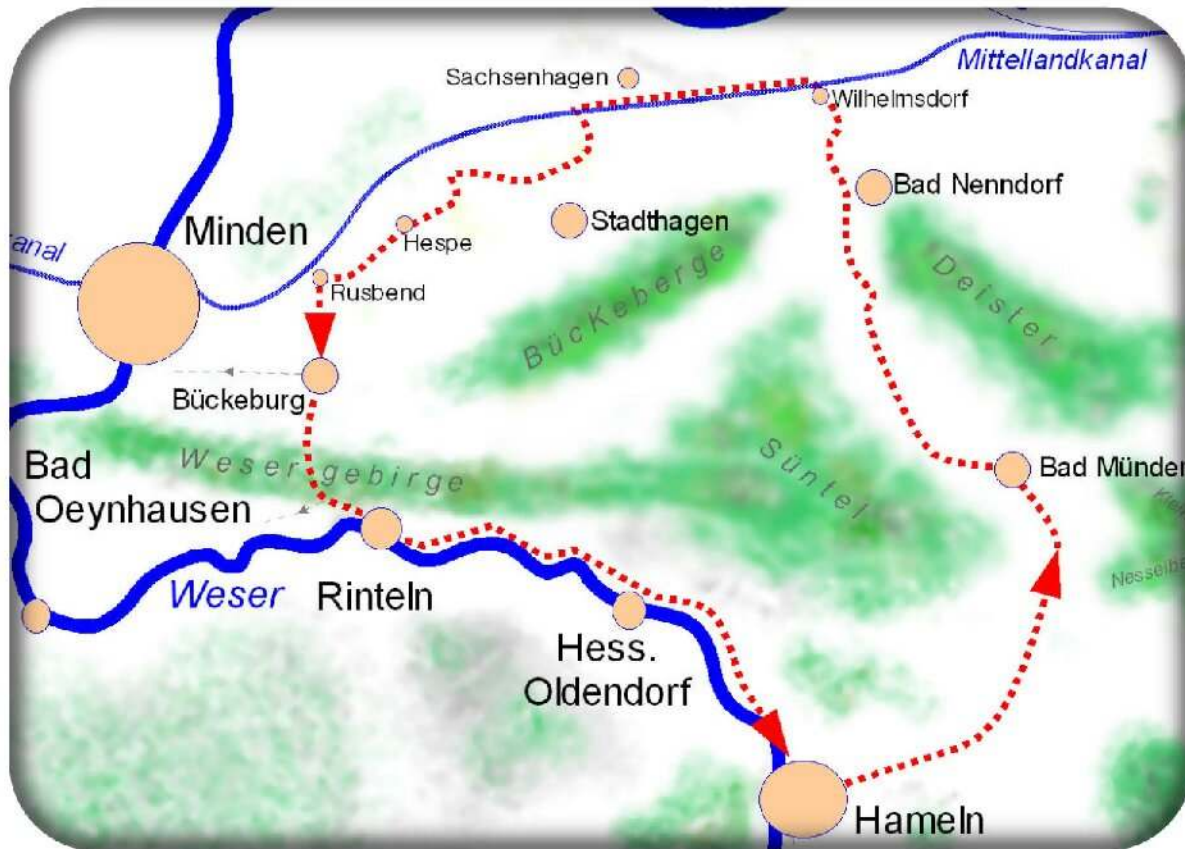 Mittellandkanal
Sachsenhagen
Wilhelmsdorf
Bad Nenndorf
Minden
Stadthagen
Hespe
anal
Rusbend
BücKeberge
Deister
Bückeburg
Wesergebirge
Süntel
Bad Münder
Bad
Oeynhausen
Weser
Rinteln
Hess.
Oldendorf
Hameln